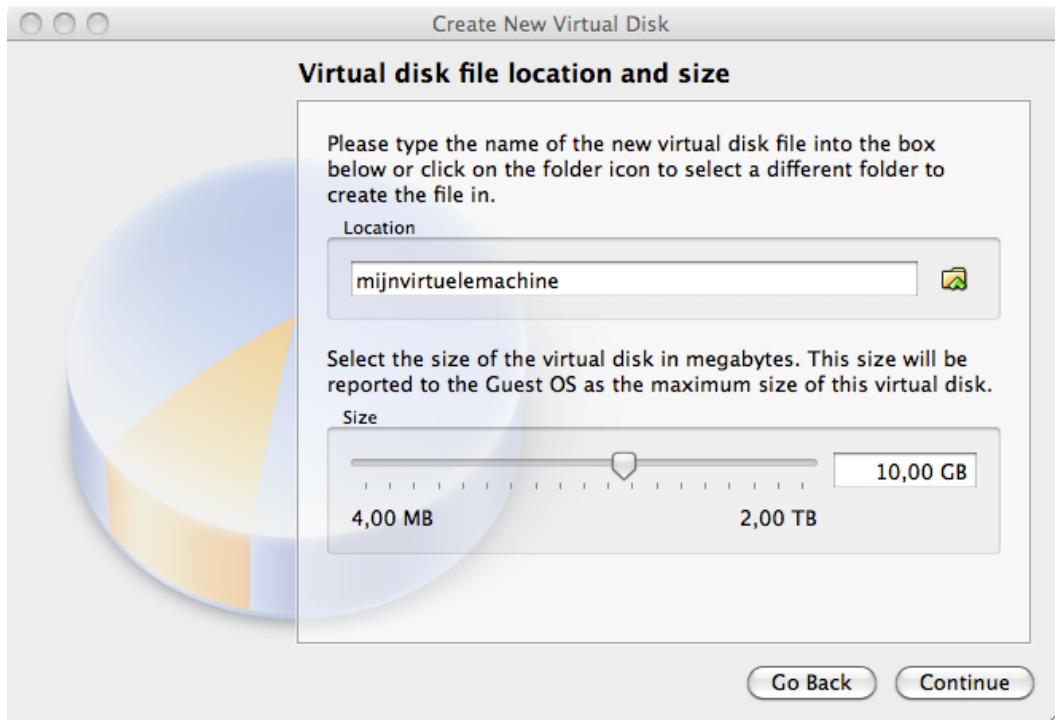 Create New Virtual Disk
Virtual disk file location and size
Please type the name of the new virtual disk file into the box
below or click on the folder icon to select a different folder to
create the file in.
Location
mijnvirtuelemachine
Select the size of the virtual disk in megabytes. This size will be
reported to the Guest OS as the maximum size of this virtual disk.
Size
10,00 GB
4,00 MB
2,00 TB
Go Back
Continue